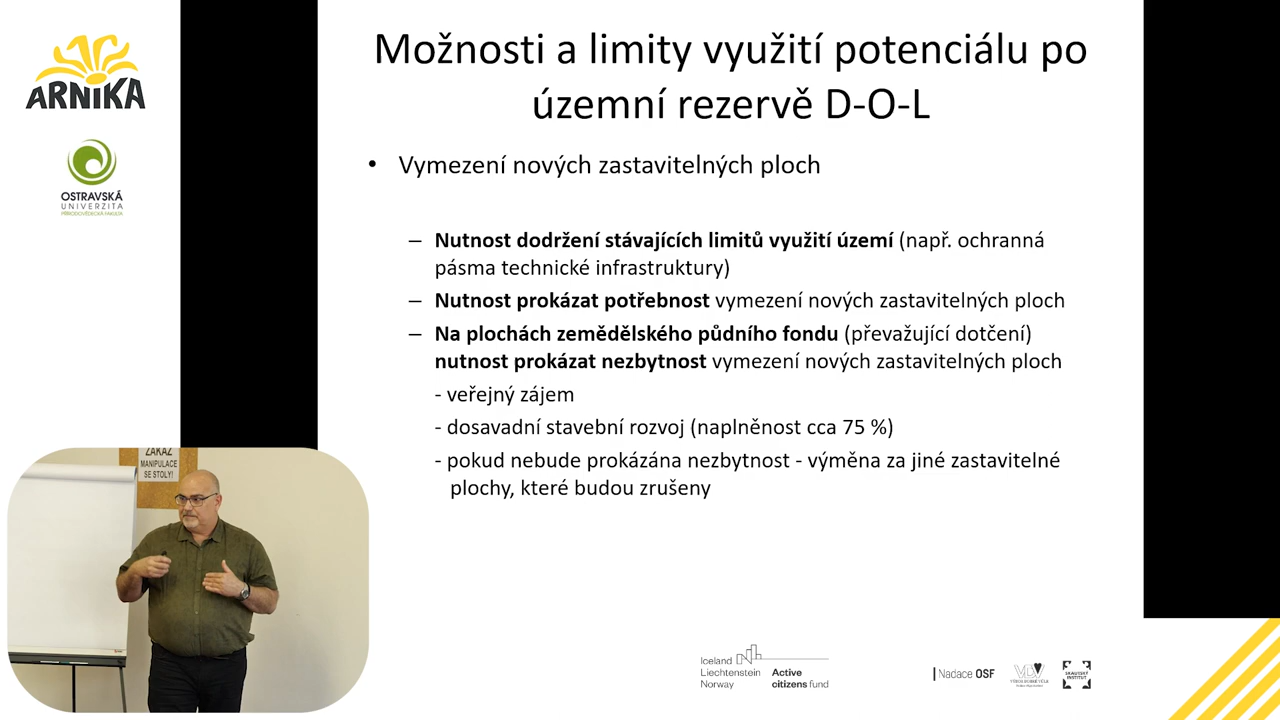 ARNIKA
OSTRAVSKÁ
UNIVERZITA
PŘÍRODOVĚDECKÁ FAKULTA
Možnosti a limity využití potenciálu po
územní rezervě D-O-L
• Vymezení nových zastavitelných ploch
– Nutnost dodržení stávajících limitů využití území (např. ochranná
pásma technické infrastruktury)
– Nutnost prokázat potřebnost vymezení nových zastavitelných ploch
– Na plochách zemědělského půdního fondu (převažující dotčení)
nutnost prokázat nezbytnost vymezení nových zastavitelných ploch
- veřejný zájem
- dosavadní stavební rozvoj (naplněnost cca 75 %)
- pokud nebude prokázána nezbytnost - výměna za jiné zastavitelné
plochy, které budou zrušeny
ZÁKAZ
MANIPULACE
SE STOLY!
Iceland
Liechtenstein
Norway
Active
citizens fund
Nadace OSF
SKAUTSKÝ
INSTITUT